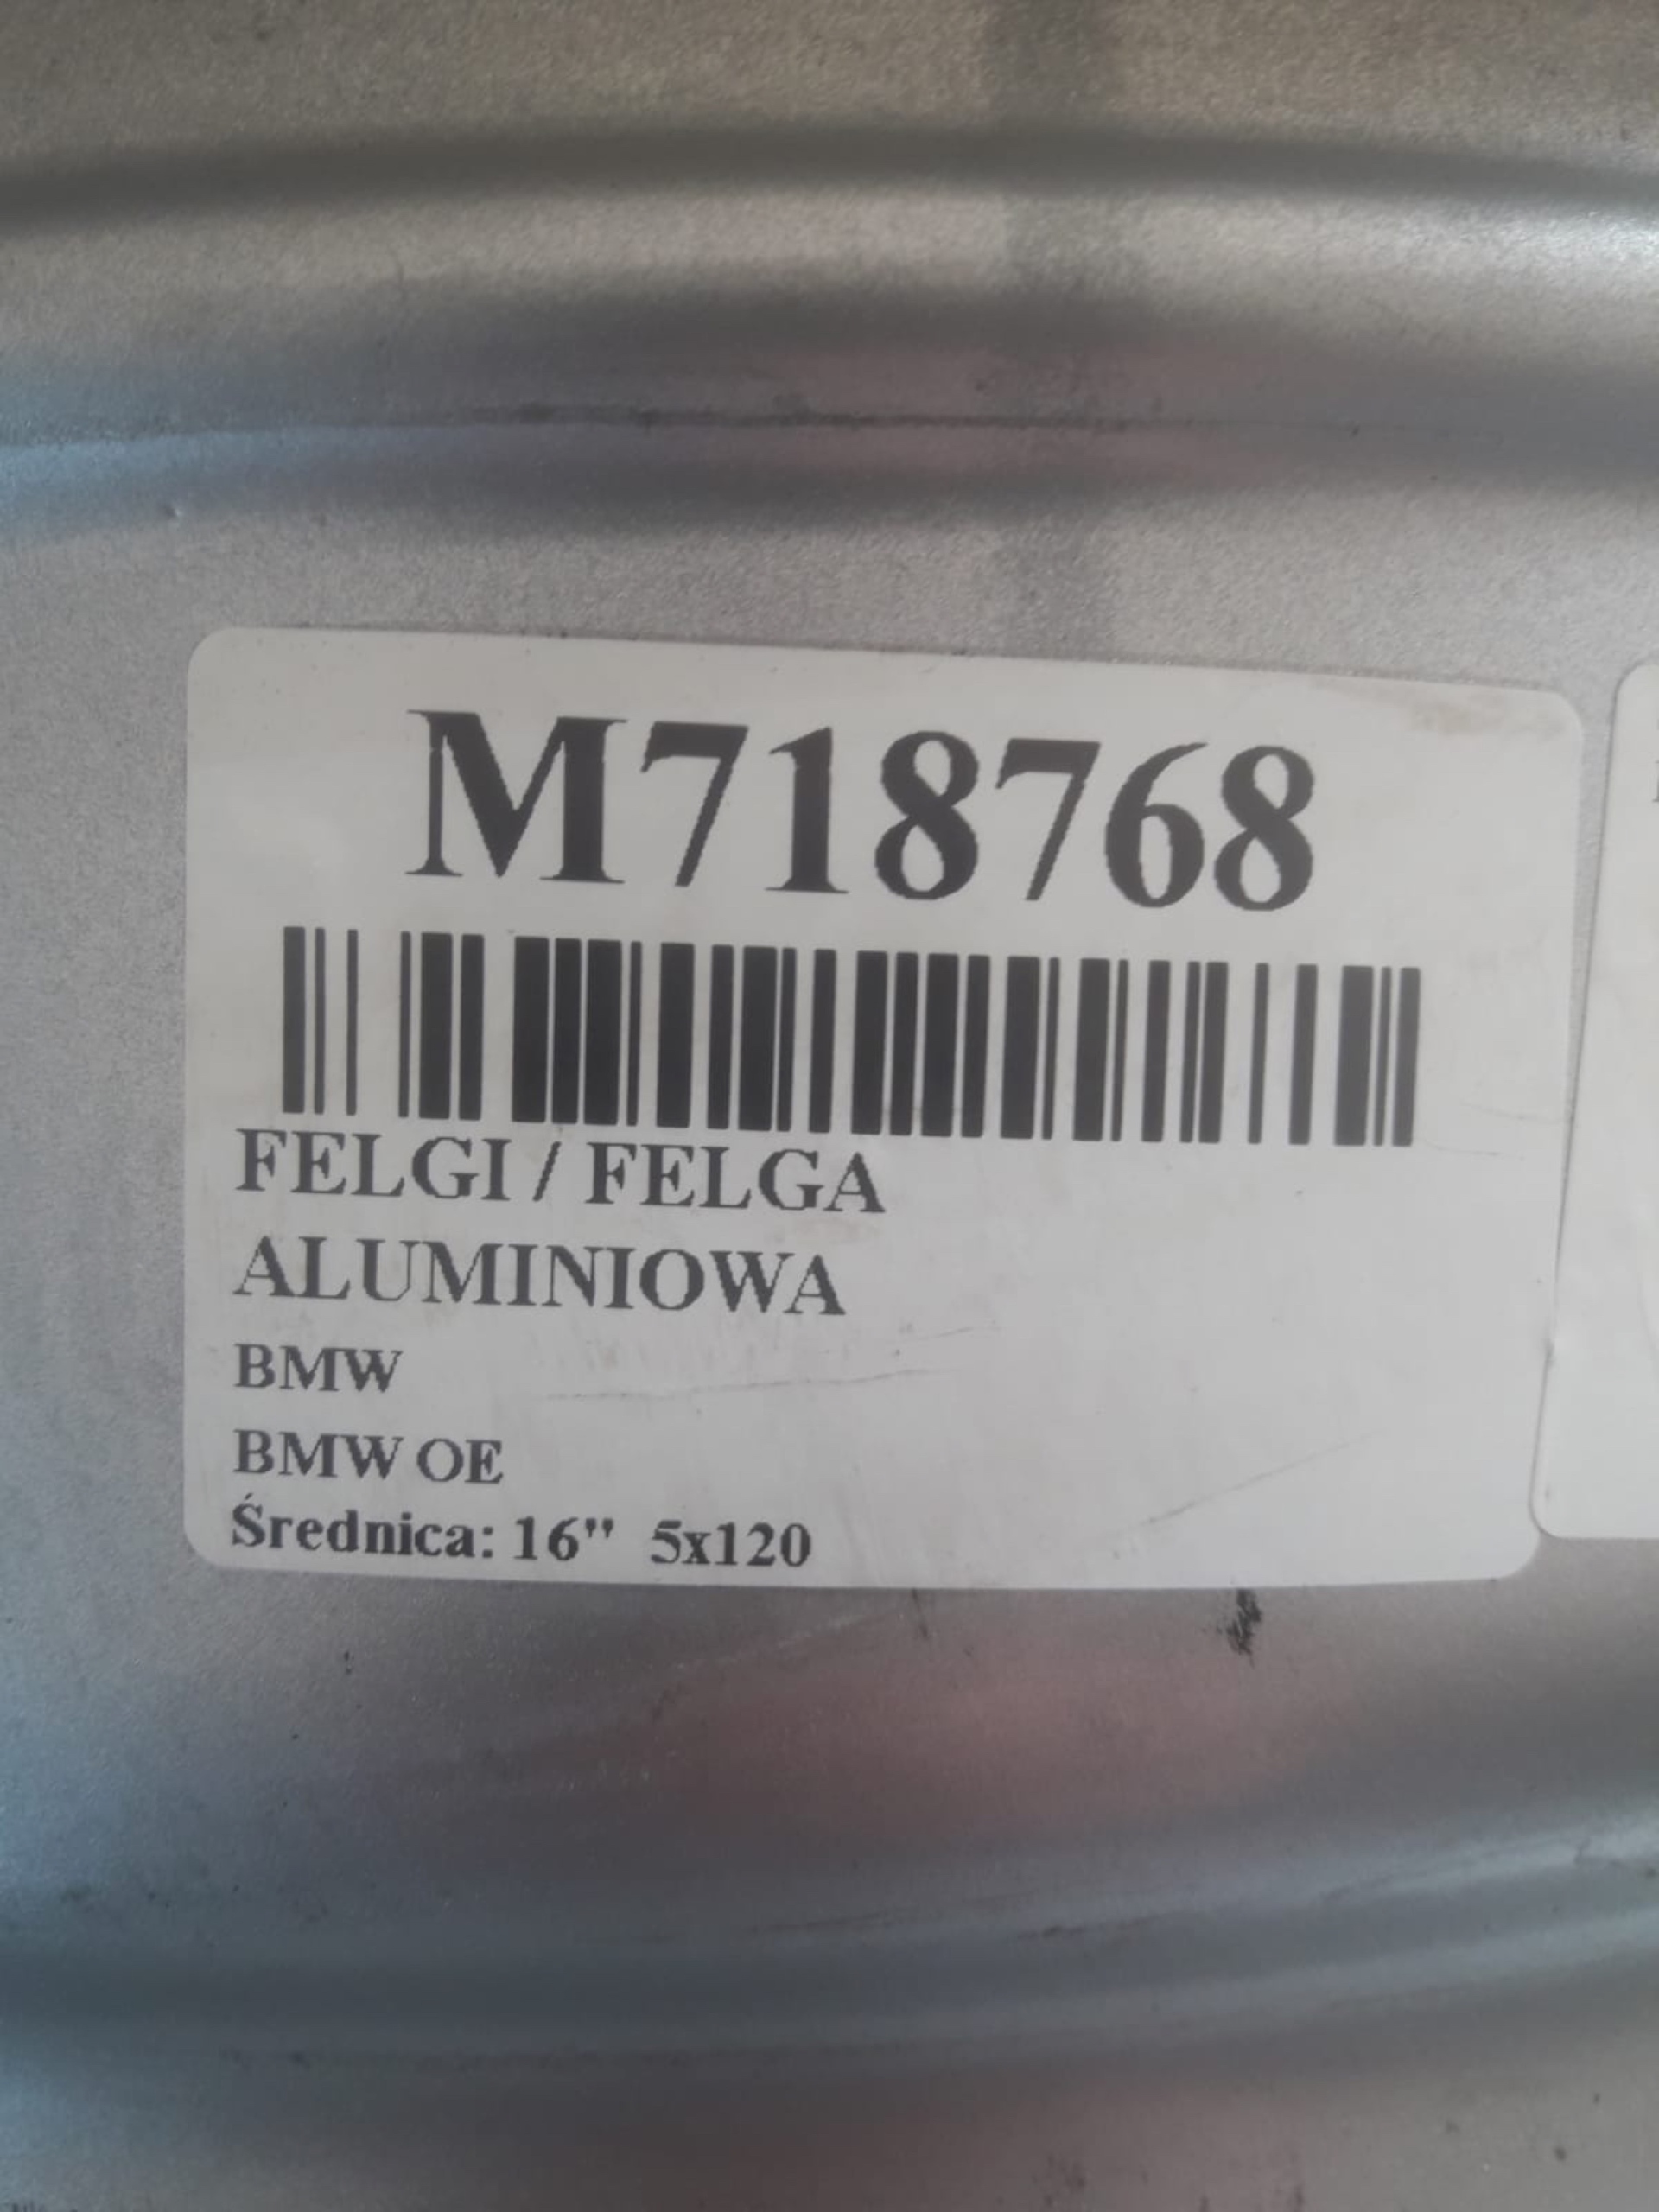 M718768
FELGI / FELGA
ALUMINIOWA
BMW
BMW OE
Średnica: 16" 5x120